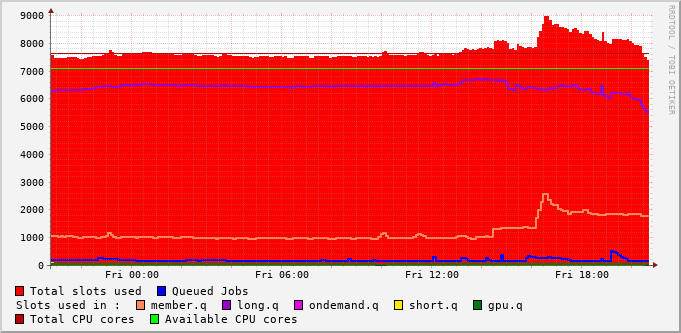 9000
8000
7000
6000
5000
4000
3000
2000
1000
0
Fri 00:00 Fri 06:00 Fri 12:00 Fri 18:00
Total slots used Queued Jobs
Slots used in : member.q long.q ondemand.q short.q gpu.q
Total CPU cores Available CPU cores
RRDTOOL / TOBI OETIKER